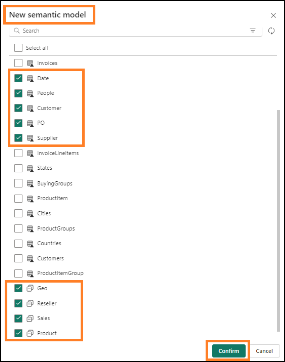 New semantic model
Search
Select all
Invoices
Date
People
Customer
PO
Supplier
InvoiceLineItems
States
BuyingGroups
ProductItem
Cities
ProductGroups
Countries
Customers
ProductItemGroup
Geo
Reseller
Sales
Product
Confirm
Cancel